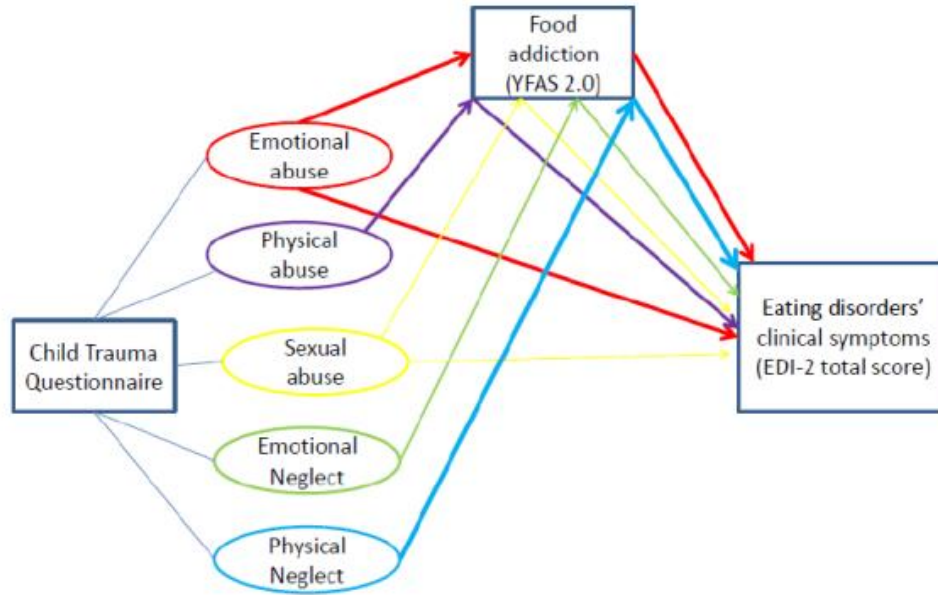 Food
addiction
(YFAS 2.0)
Emotional
abuse
Physical
abuse
Sexual
abuse
Child Trauma
Questionnaire
Emotional
Neglect
Physical
Neglect
Eating disorders'
clinical symptoms
(EDI-2 total score)